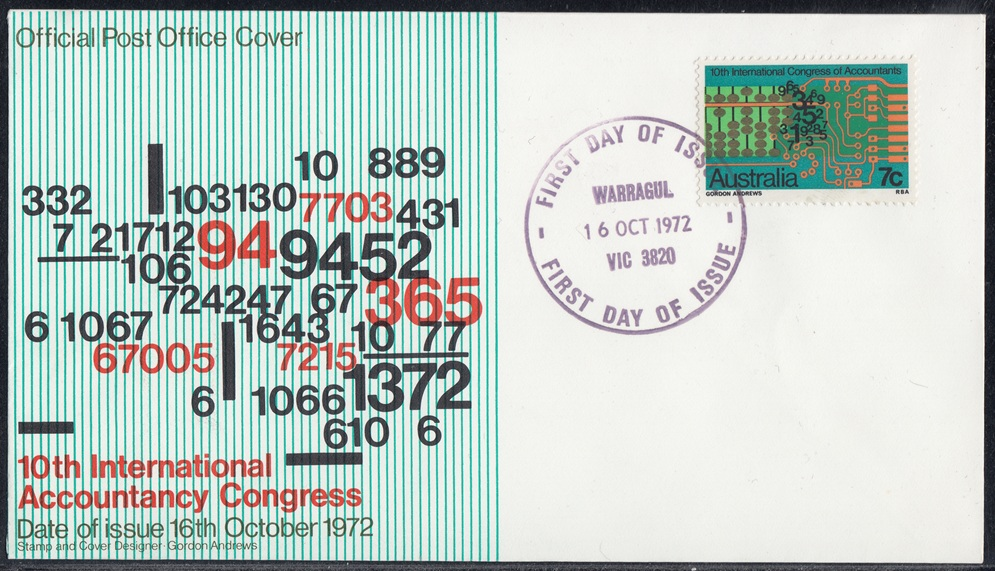 Official Post Office Cover
10 889
332 103130 7703 431
7 21712 94 9452
106
724247 67 365
6 1067 1643 10 77
67005 7215
6 1066 1372
610 6
10th International
Accountancy Congress
Date of issue 16th October 1972
Stamp and Cover Designer · Gordon Andrews
FIRST DAY OF ISS
WARRAGUL
16 OCT 1972
VIC 3820
FIRST DAY OF ISSUE
10th International Congress of Accountants
Australia 7c
GORDON ANDREWS RBA